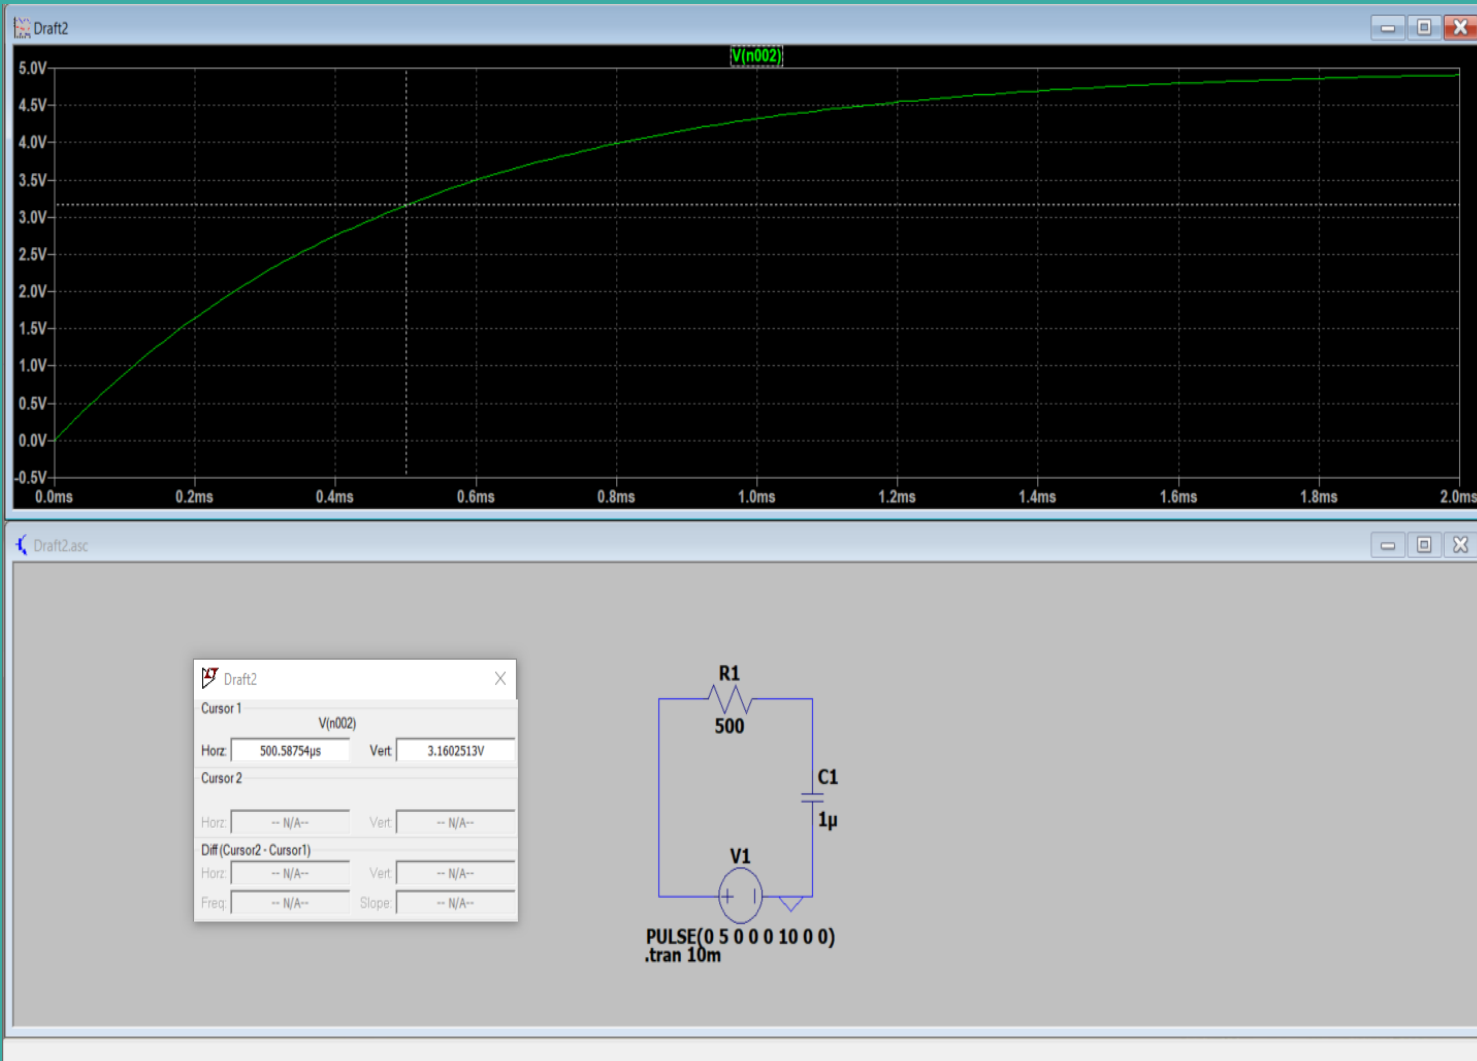 Draft2
V(n002)
5.0V
4.5V
4.0V
3.5V
3.0V
2.5V
2.0V
1.5V
1.0V
0.5V
0.0V
-0.5V
0.0ms 0.2ms 0.4ms 0.6ms 0.8ms 1.0ms 1.2ms 1.4ms 1.6ms 1.8ms 2.0ms
Draft2.asc
Draft2
Cursor 1
V(n002)
Horz: 500.58754µs Vert: 3.1602513V
Cursor 2
Horz: -- N/A-- Vert: -- N/A--
Diff (Cursor2 - Cursor1)
Horz: -- N/A-- Vert: -- N/A--
Freq: -- N/A-- Slope: -- N/A--
R1
500
C1
1µ
V1
PULSE(0 5 0 0 0 10 0 0)
.tran 10m